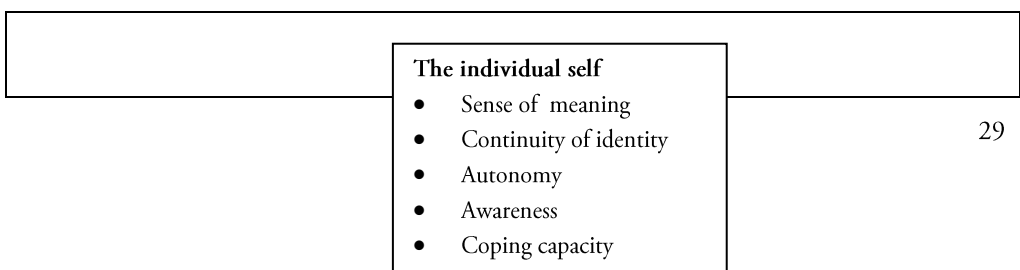 The individual self
• Sense of meaning
29
• Continuity of identity
• Autonomy
• Awareness
• Coping capacity